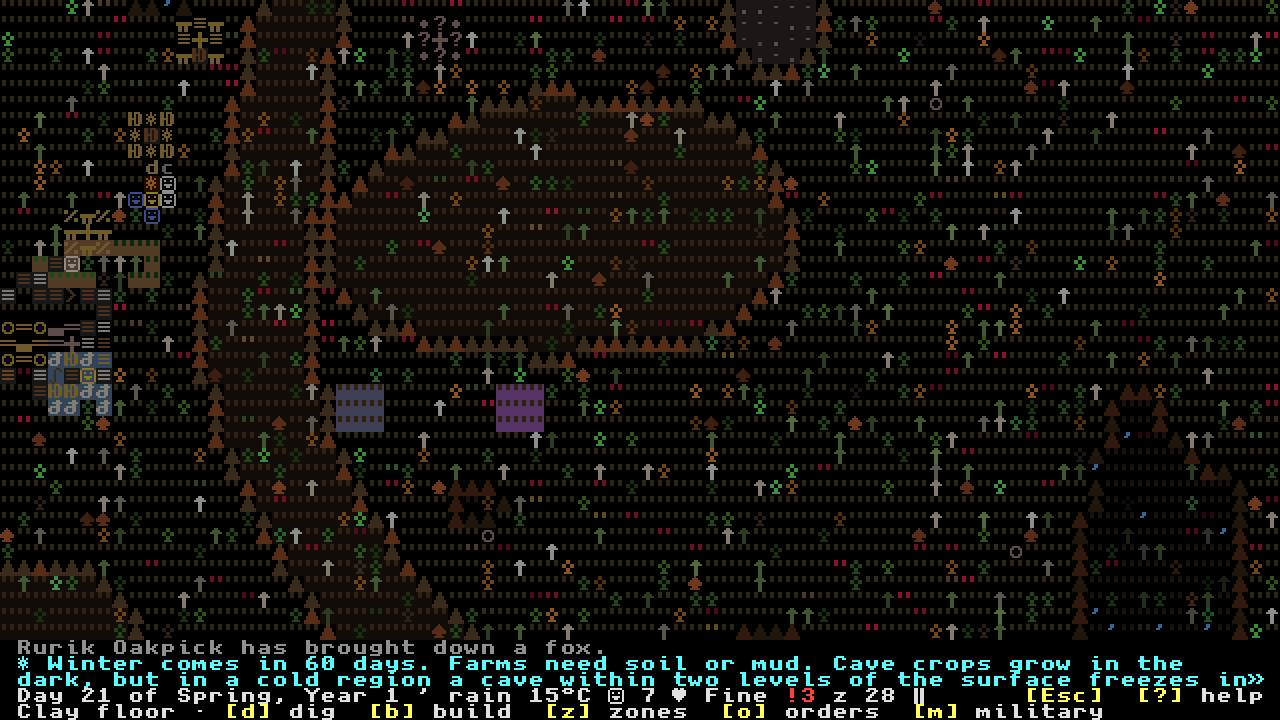 Rurik Oakpick has brought down a fox.
* Winter comes in 60 days. Farms need soil or mud. Cave crops grow in the
dark, but in a cold region a cave within two levels of the surface freezes in»
Day 21 of Spring, Year 1 ' rain 15°C ☺ 7 ♥ Fine !3 z 28 ‖ [Esc] [?] help
Clay floor · [d] dig [b] build [z] zones [o] orders [m] military